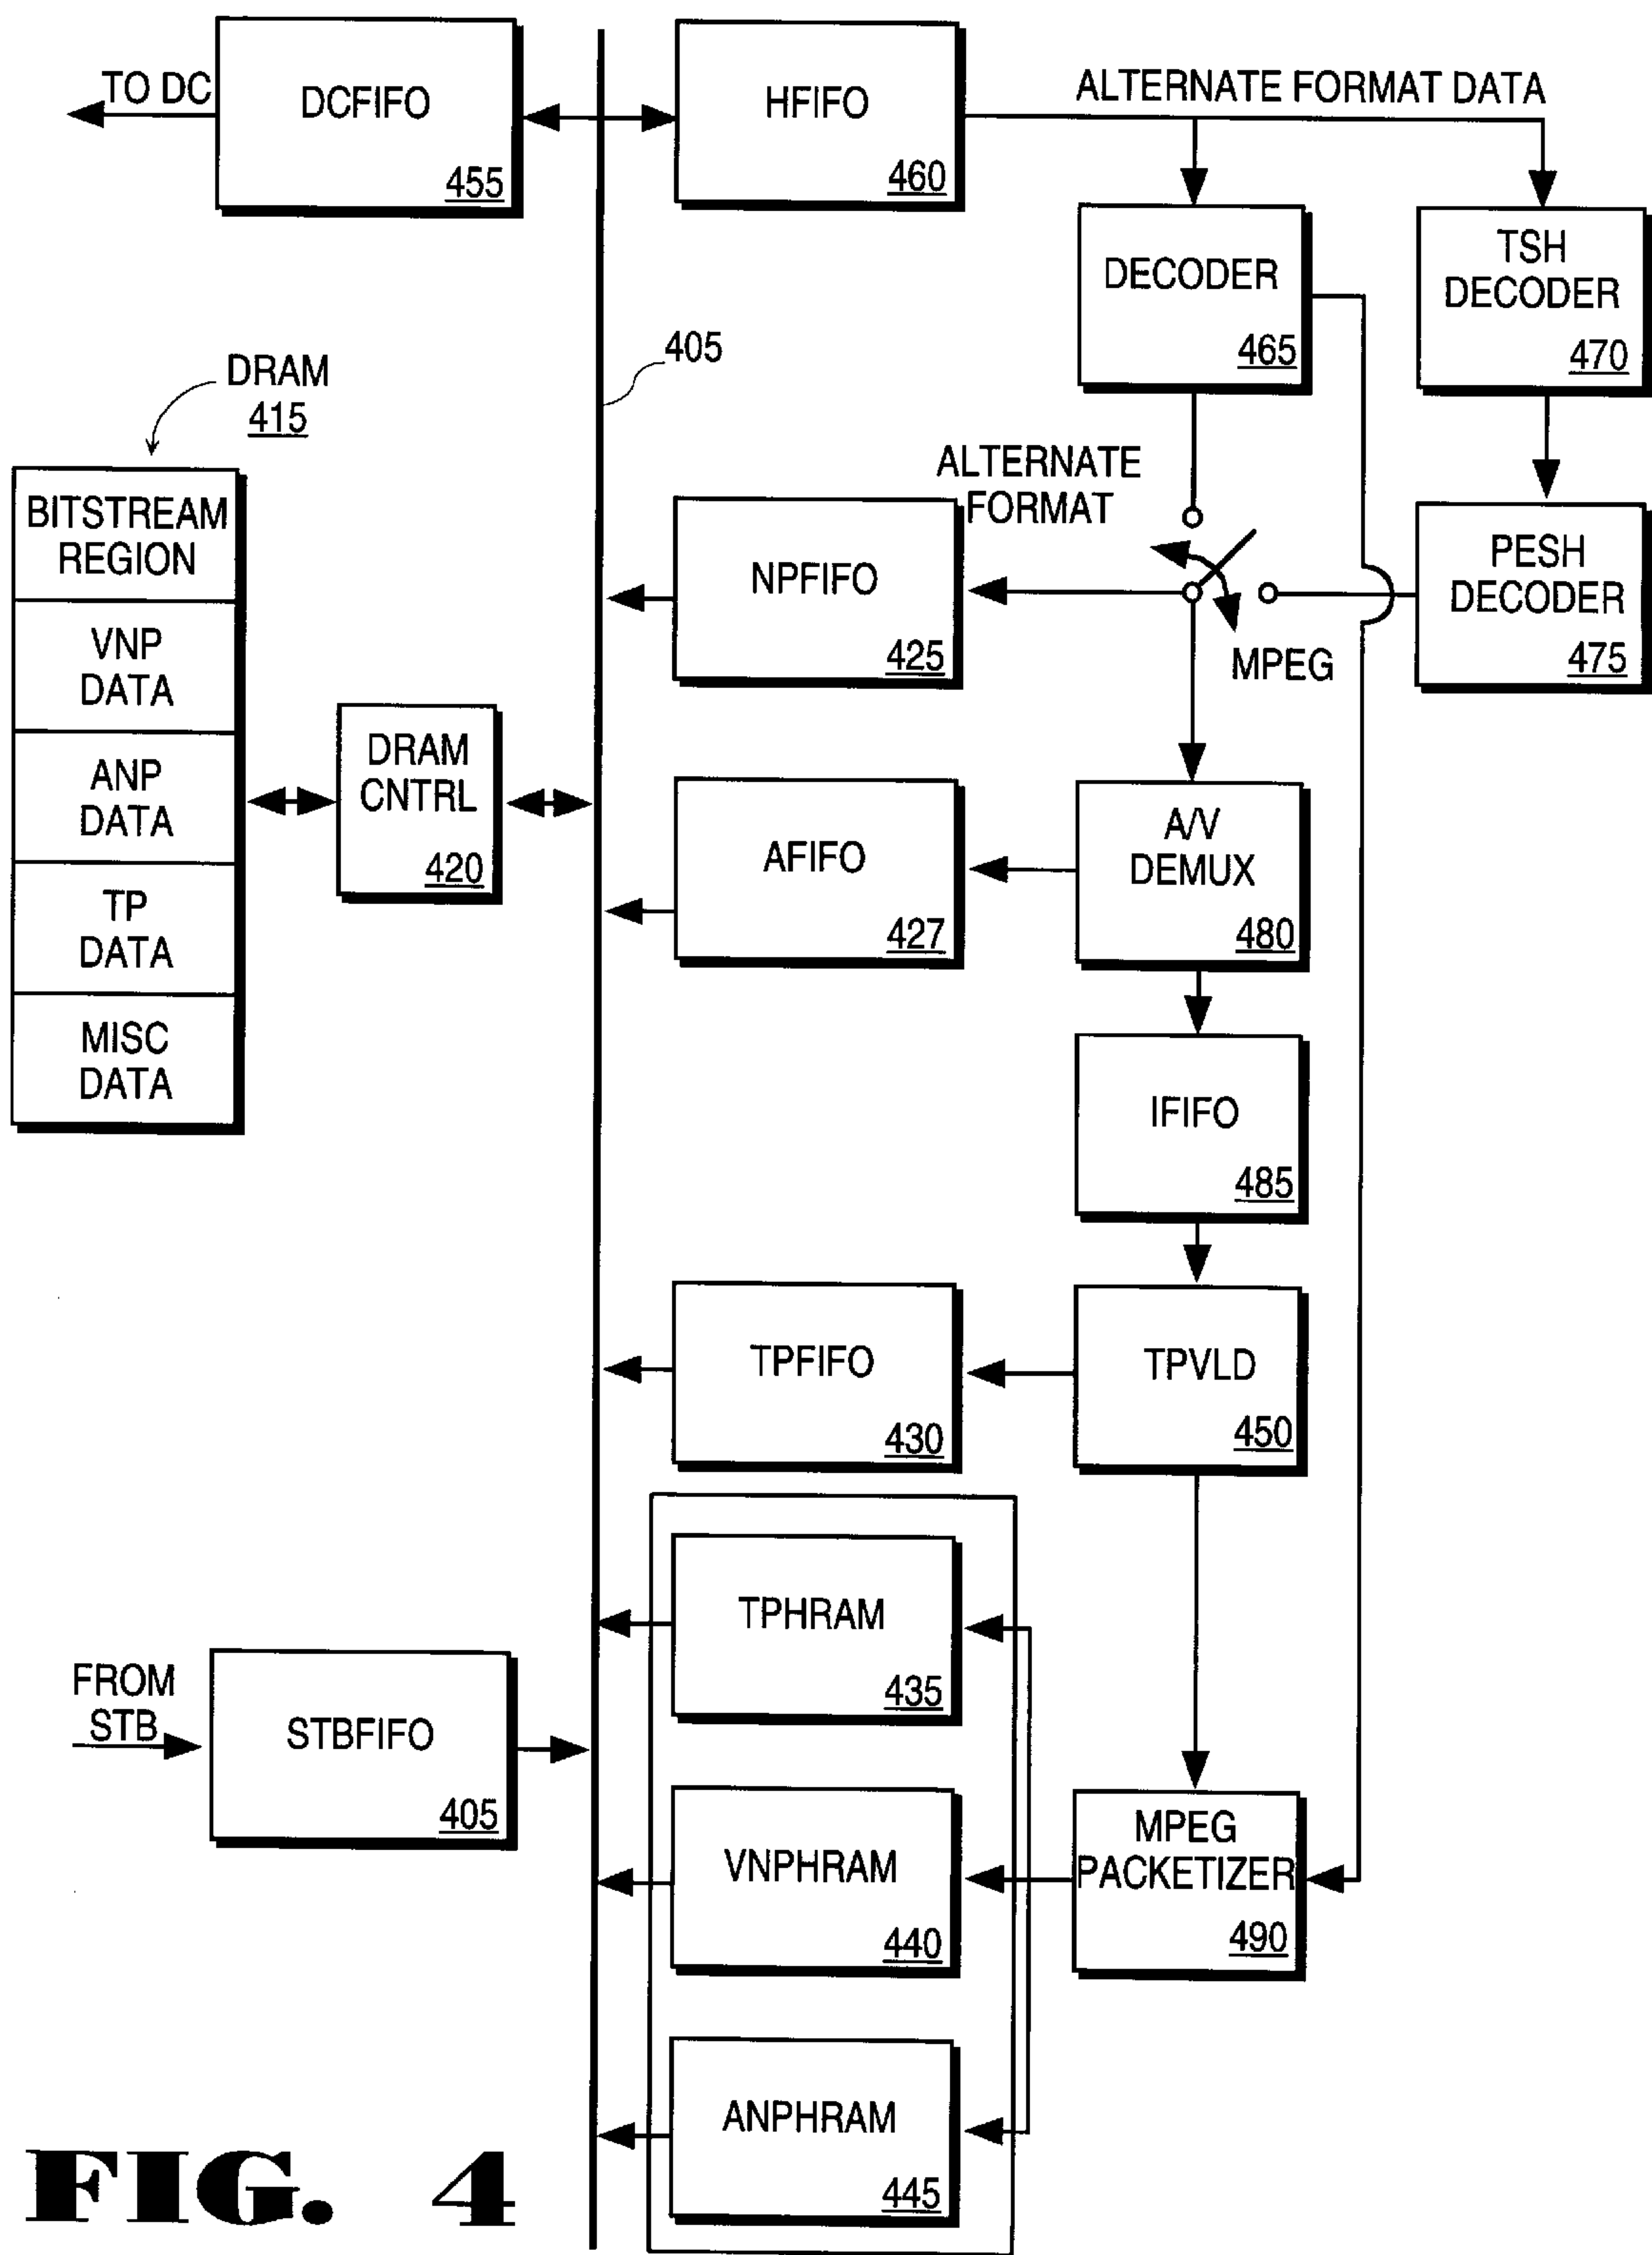 TO DC
DCFIFO
455
HFIFO
460
ALTERNATE FORMAT DATA
DECODER
465
TSH
DECODER
470
405
DRAM
415
ALTERNATE
FORMAT
BITSTREAM
REGION
VNP
DATA
ANP
DATA
TP
DATA
MISC
DATA
DRAM
CNTRL
420
NPFIFO
425
MPEG
PESH
DECODER
475
AFIFO
427
A/V
DEMUX
480
IFIFO
485
TPFIFO
430
TPVLD
450
TPHRAM
435
FROM
STB
STBFIFO
405
VNPHRAM
440
MPEG
PACKETIZER
490
ANPHRAM
445
FIG. 4